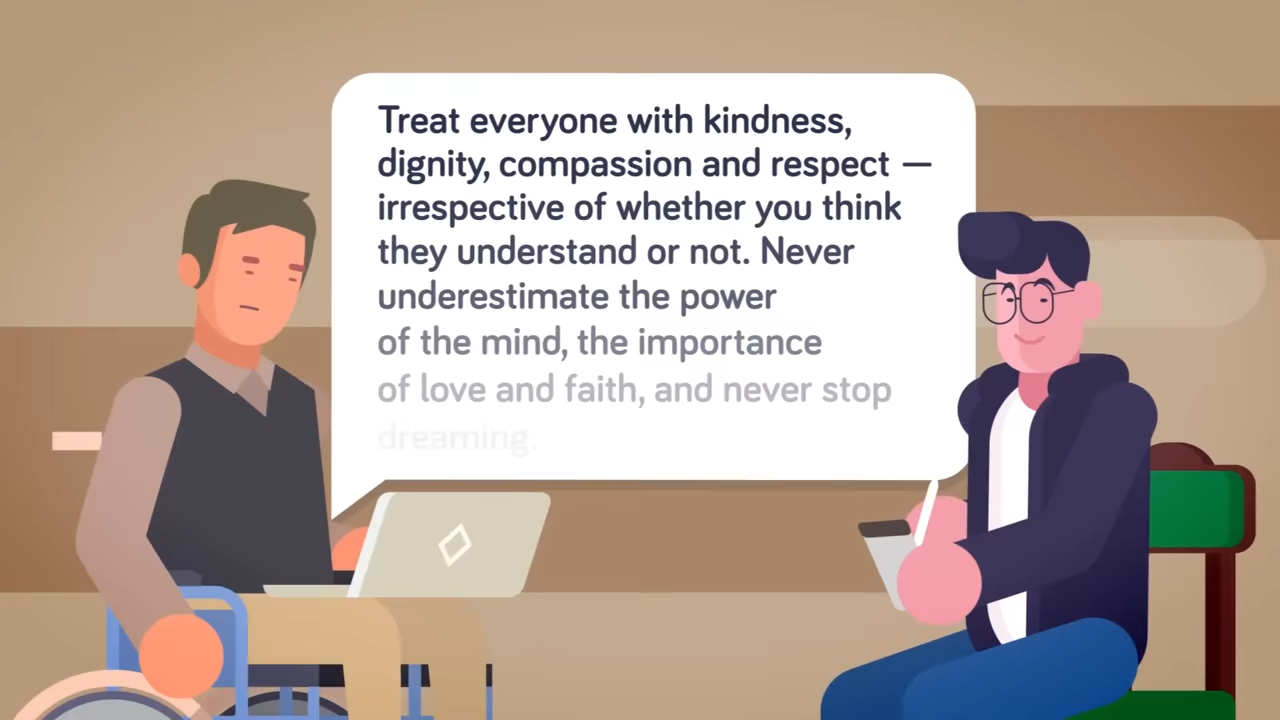 Treat everyone with kindness,
dignity, compassion and respect —
irrespective of whether you think
they understand or not. Never
underestimate the power
of the mind, the importance
of love and faith, and never stop
dreaming.